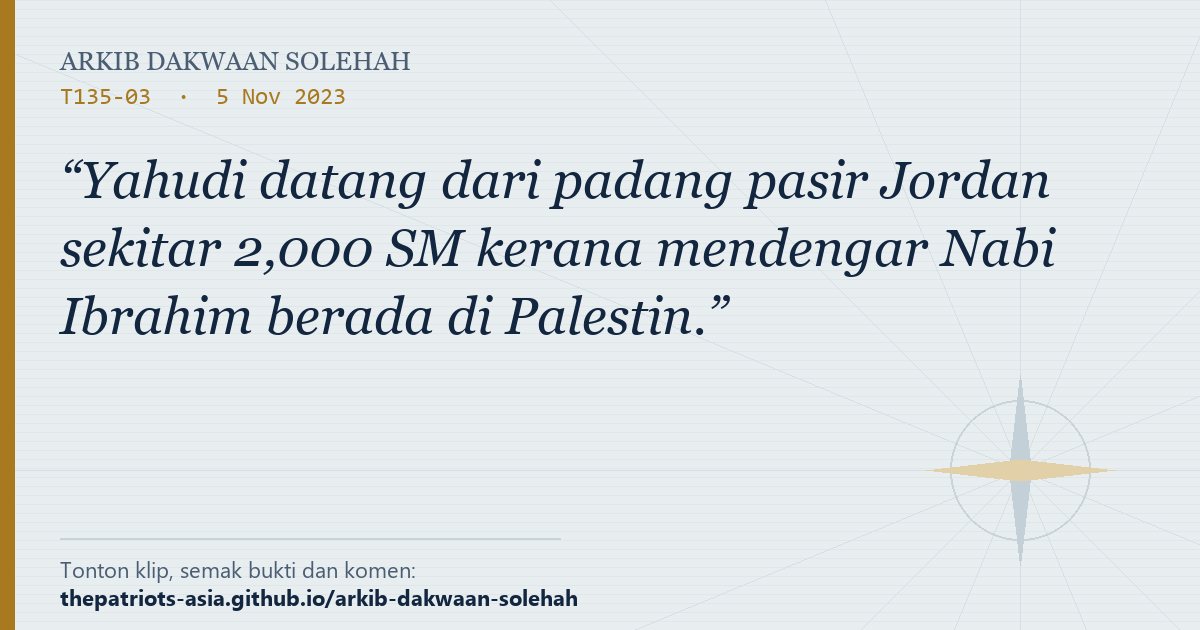 ARKIB DAKWAAN SOLEHAH
T135-03 · 5 Nov 2023
“Yahudi datang dari padang pasir Jordan
sekitar 2,000 SM kerana mendengar Nabi
Ibrahim berada di Palestin.”
Tonton klip, semak bukti dan komen:
thepatriots-asia.github.io/arkib-dakwaan-solehah